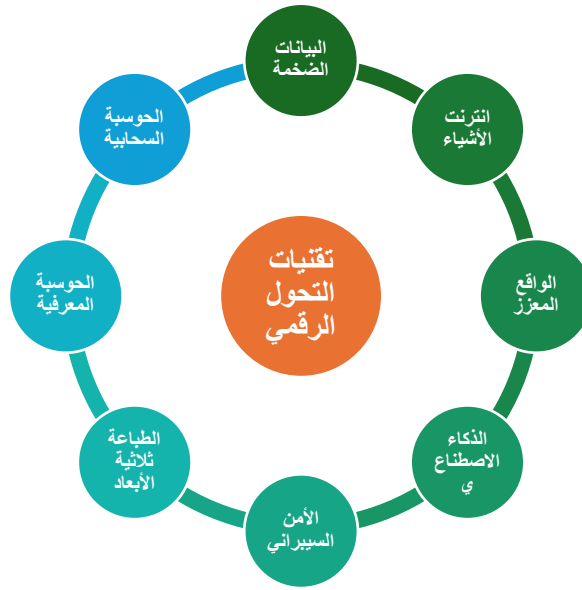 البيانات
الضخمة
انترنت
الأشياء
الواقع
المعزز
الذكاء
الاصطناع
ي
الأمن
السيبراني
الطباعة
ثلاثية
الأبعاد
الحوسبة
المعرفية
الحوسبة
السحابية
تقنيات
التحول
الرقمي